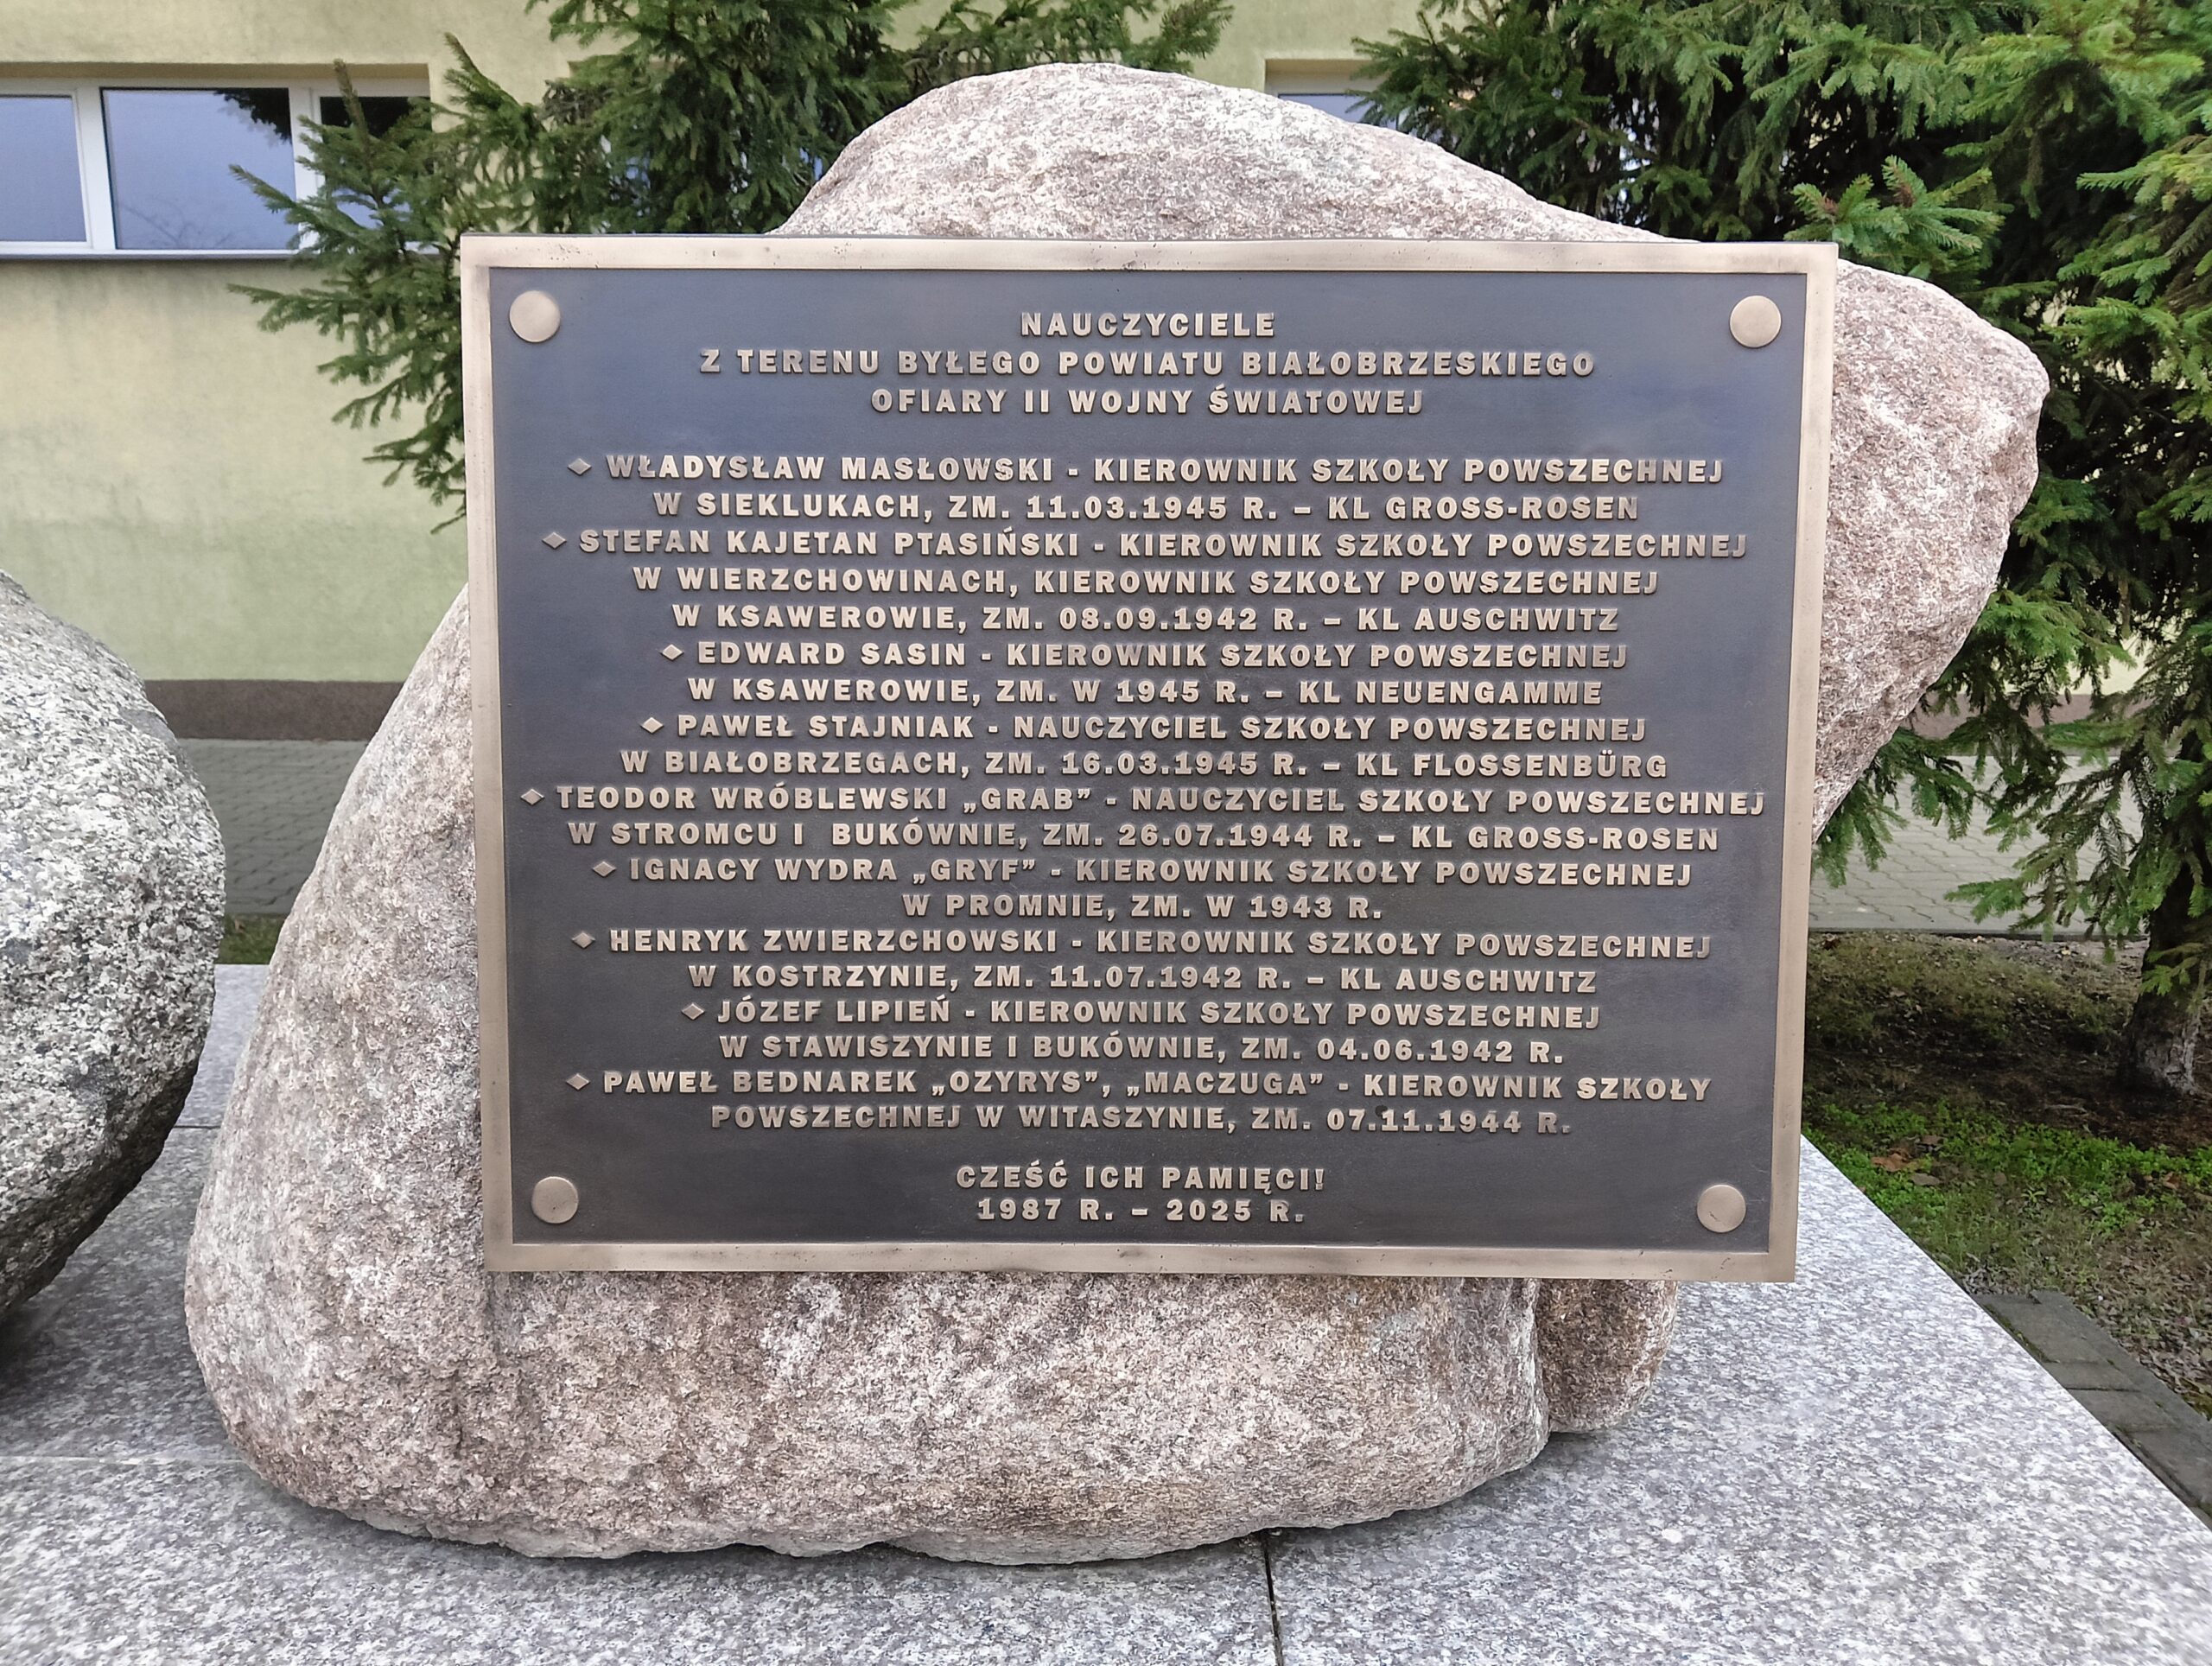 NAUCZYCIELE
Z TERENU BYŁEGO POWIATU BIAŁOBRZESKIEGO
OFIARY II WOJNY ŚWIATOWEJ
◆ WŁADYSŁAW MASŁOWSKI - KIEROWNIK SZKOŁY POWSZECHNEJ
W SIEKLUKACH, ZM. 11.03.1945 R. – KL GROSS-ROSEN
◆ STEFAN KAJETAN PTASIŃSKI - KIEROWNIK SZKOŁY POWSZECHNEJ
W WIERZCHOWINACH, KIEROWNIK SZKOŁY POWSZECHNEJ
W KSAWEROWIE, ZM. 08.09.1942 R. – KL AUSCHWITZ
◆ EDWARD SASIN - KIEROWNIK SZKOŁY POWSZECHNEJ
W KSAWEROWIE, ZM. W 1945 R. – KL NEUENGAMME
◆ PAWEŁ STAJNIAK - NAUCZYCIEL SZKOŁY POWSZECHNEJ
W BIAŁOBRZEGACH, ZM. 16.03.1945 R. – KL FLOSSENBÜRG
◆ TEODOR WRÓBLEWSKI „GRAB” - NAUCZYCIEL SZKOŁY POWSZECHNEJ
W STROMCU I BUKÓWNIE, ZM. 26.07.1944 R. – KL GROSS-ROSEN
◆ IGNACY WYDRA „GRYF” - KIEROWNIK SZKOŁY POWSZECHNEJ
W PROMNIE, ZM. W 1943 R.
◆ HENRYK ZWIERZCHOWSKI - KIEROWNIK SZKOŁY POWSZECHNEJ
W KOSTRZYNIE, ZM. 11.07.1942 R. – KL AUSCHWITZ
◆ JÓZEF LIPIEŃ - KIEROWNIK SZKOŁY POWSZECHNEJ
W STAWISZYNIE I BUKÓWNIE, ZM. 04.06.1942 R.
◆ PAWEŁ BEDNAREK „OZYRYS”, „MACZUGA” - KIEROWNIK SZKOŁY
POWSZECHNEJ W WITASZYNIE, ZM. 07.11.1944 R.
CZEŚĆ ICH PAMIĘCI!
1987 R. – 2025 R.